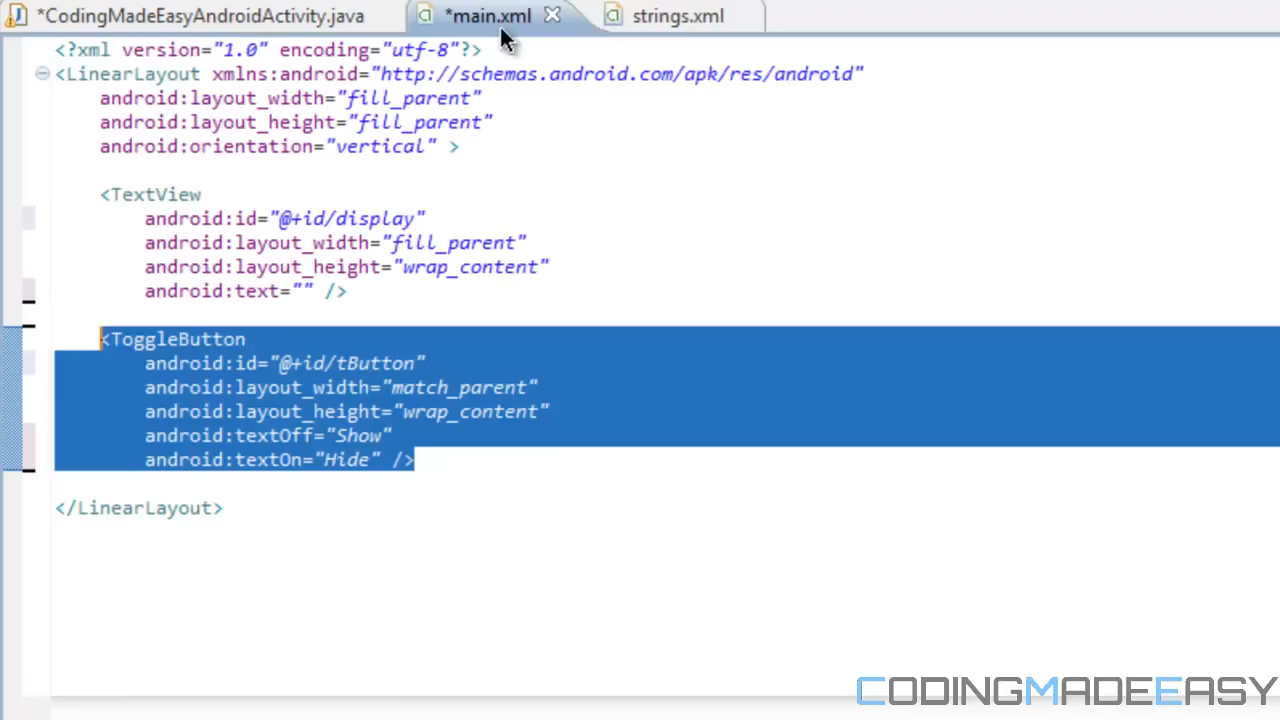 *CodingMadeEasyAndroidActivity.java
*main.xml
strings.xml
<?xml version="1.0" encoding="utf-8"?>
<LinearLayout xmlns:android="http://schemas.android.com/apk/res/android"
    android:layout_width="fill_parent"
    android:layout_height="fill_parent"
    android:orientation="vertical" >
    <TextView
        android:id="@+id/display"
        android:layout_width="fill_parent"
        android:layout_height="wrap_content"
        android:text="" />
    <ToggleButton
        android:id="@+id/tButton"
        android:layout_width="match_parent"
        android:layout_height="wrap_content"
        android:textOff="Show"
        android:textOn="Hide" />
</LinearLayout>
CODINGMADEEASY